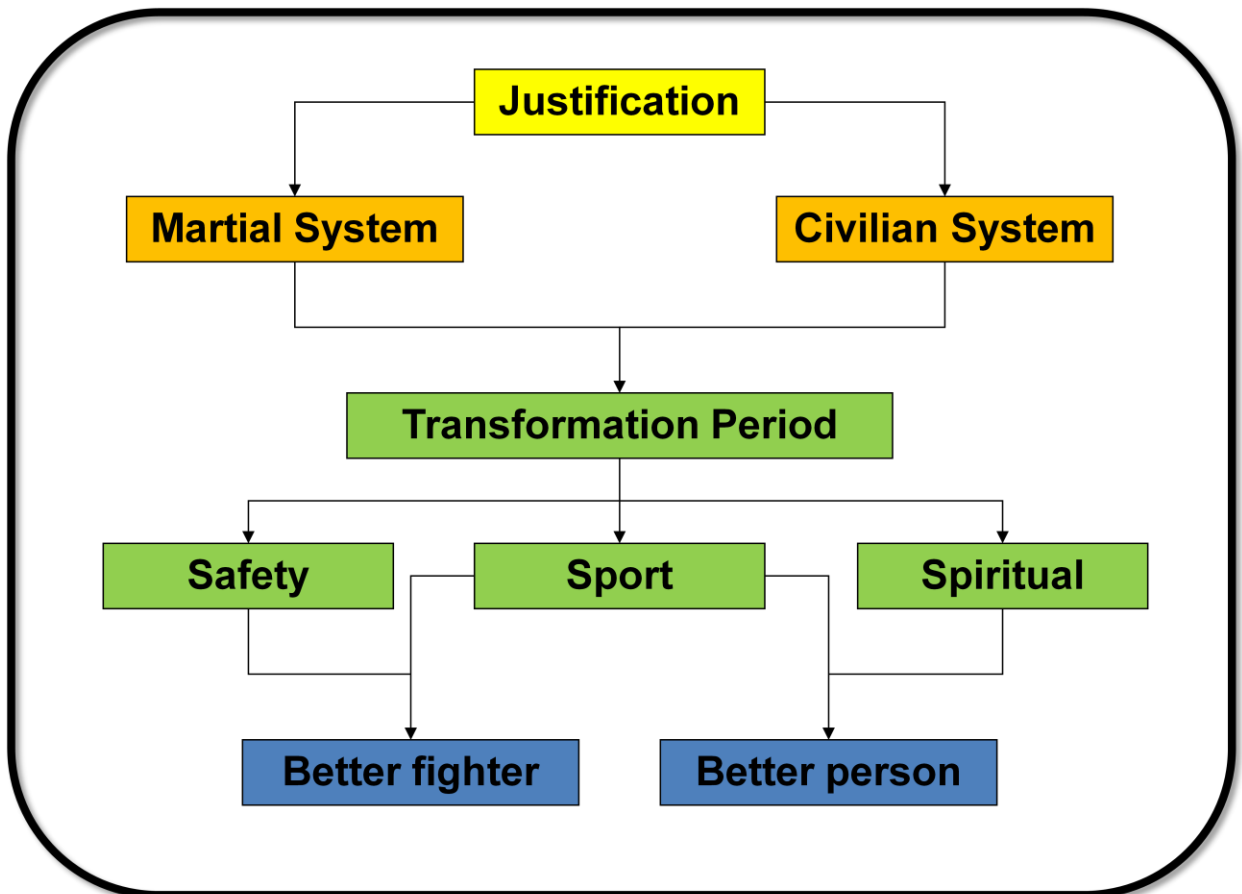 Justification
Martial System
Civilian System
Transformation Period
Safety
Sport
Spiritual
Better fighter
Better person